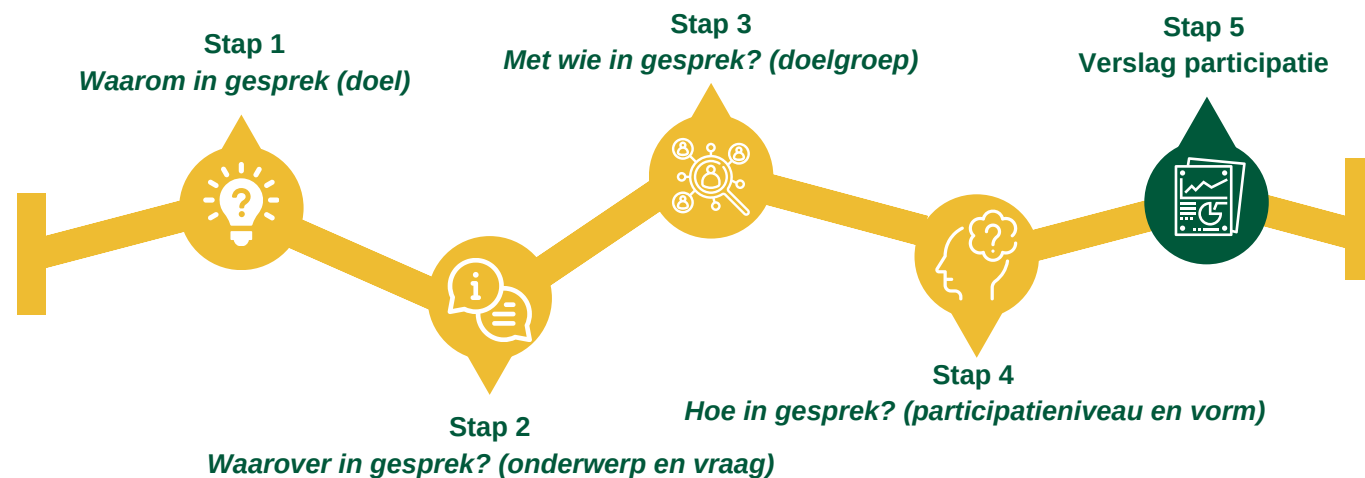 Stap 1
Waarom in gesprek (doel)
Stap 2
Waarover in gesprek? (onderwerp en vraag)
Stap 3
Met wie in gesprek? (doelgroep)
Stap 4
Hoe in gesprek? (participatieniveau en vorm)
Stap 5
Verslag participatie